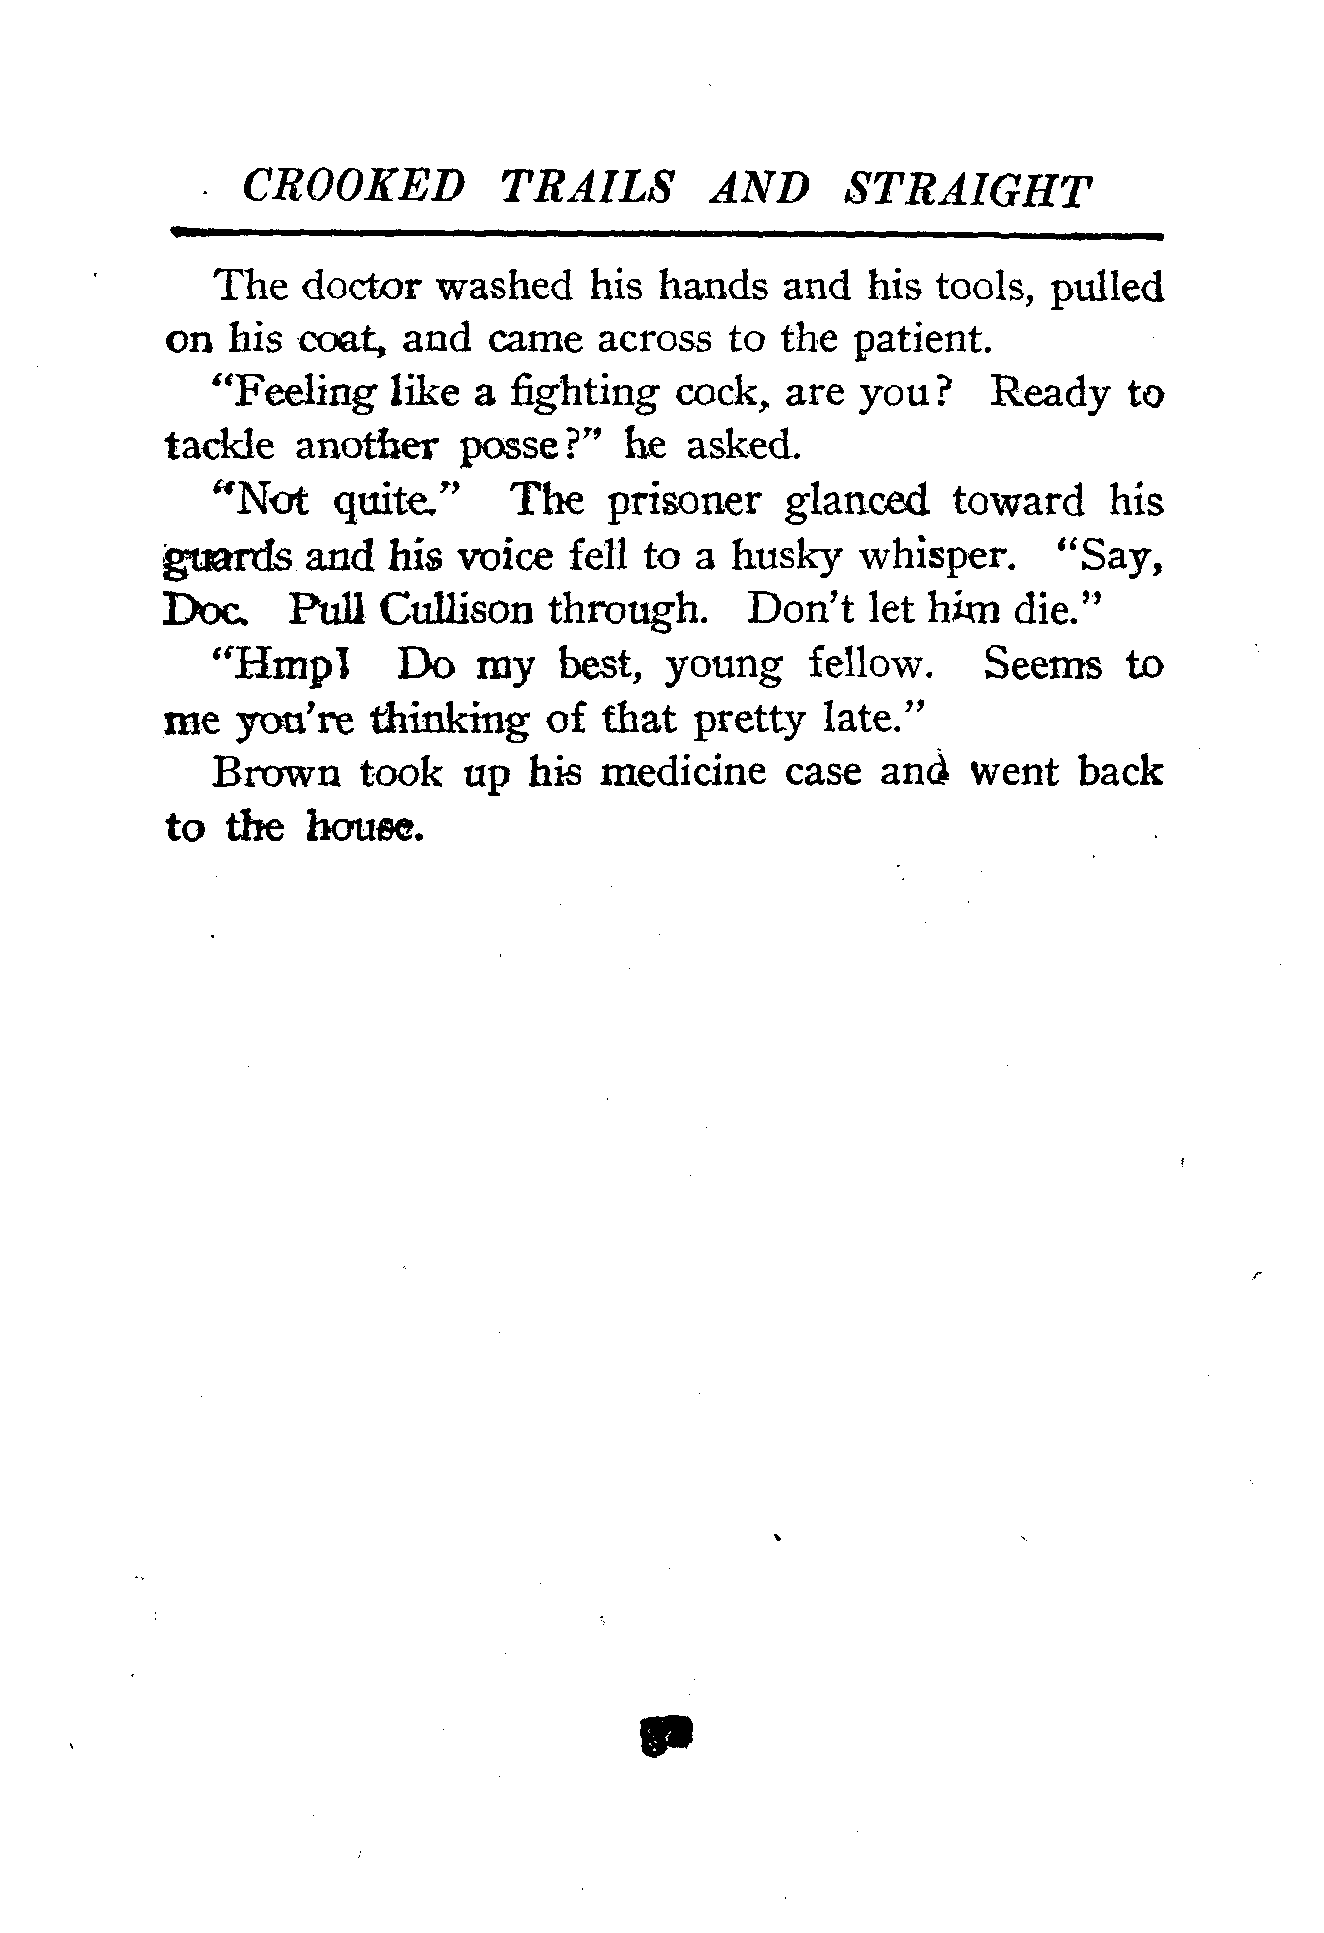 CROOKED TRAILS AND STRAIGHT
The doctor washed his hands and his tools, pulled
on his coat, and came across to the patient.
“Feeling like a fighting cock, are you? Ready to
tackle another posse?” he asked.
“Not quite.” The prisoner glanced toward his
guards and his voice fell to a husky whisper. “Say,
Doc. Pull Cullison through. Don’t let him die.”
“Hmp! Do my best, young fellow. Seems to
me you’re thinking of that pretty late.”
Brown took up his medicine case and went back
to the house.